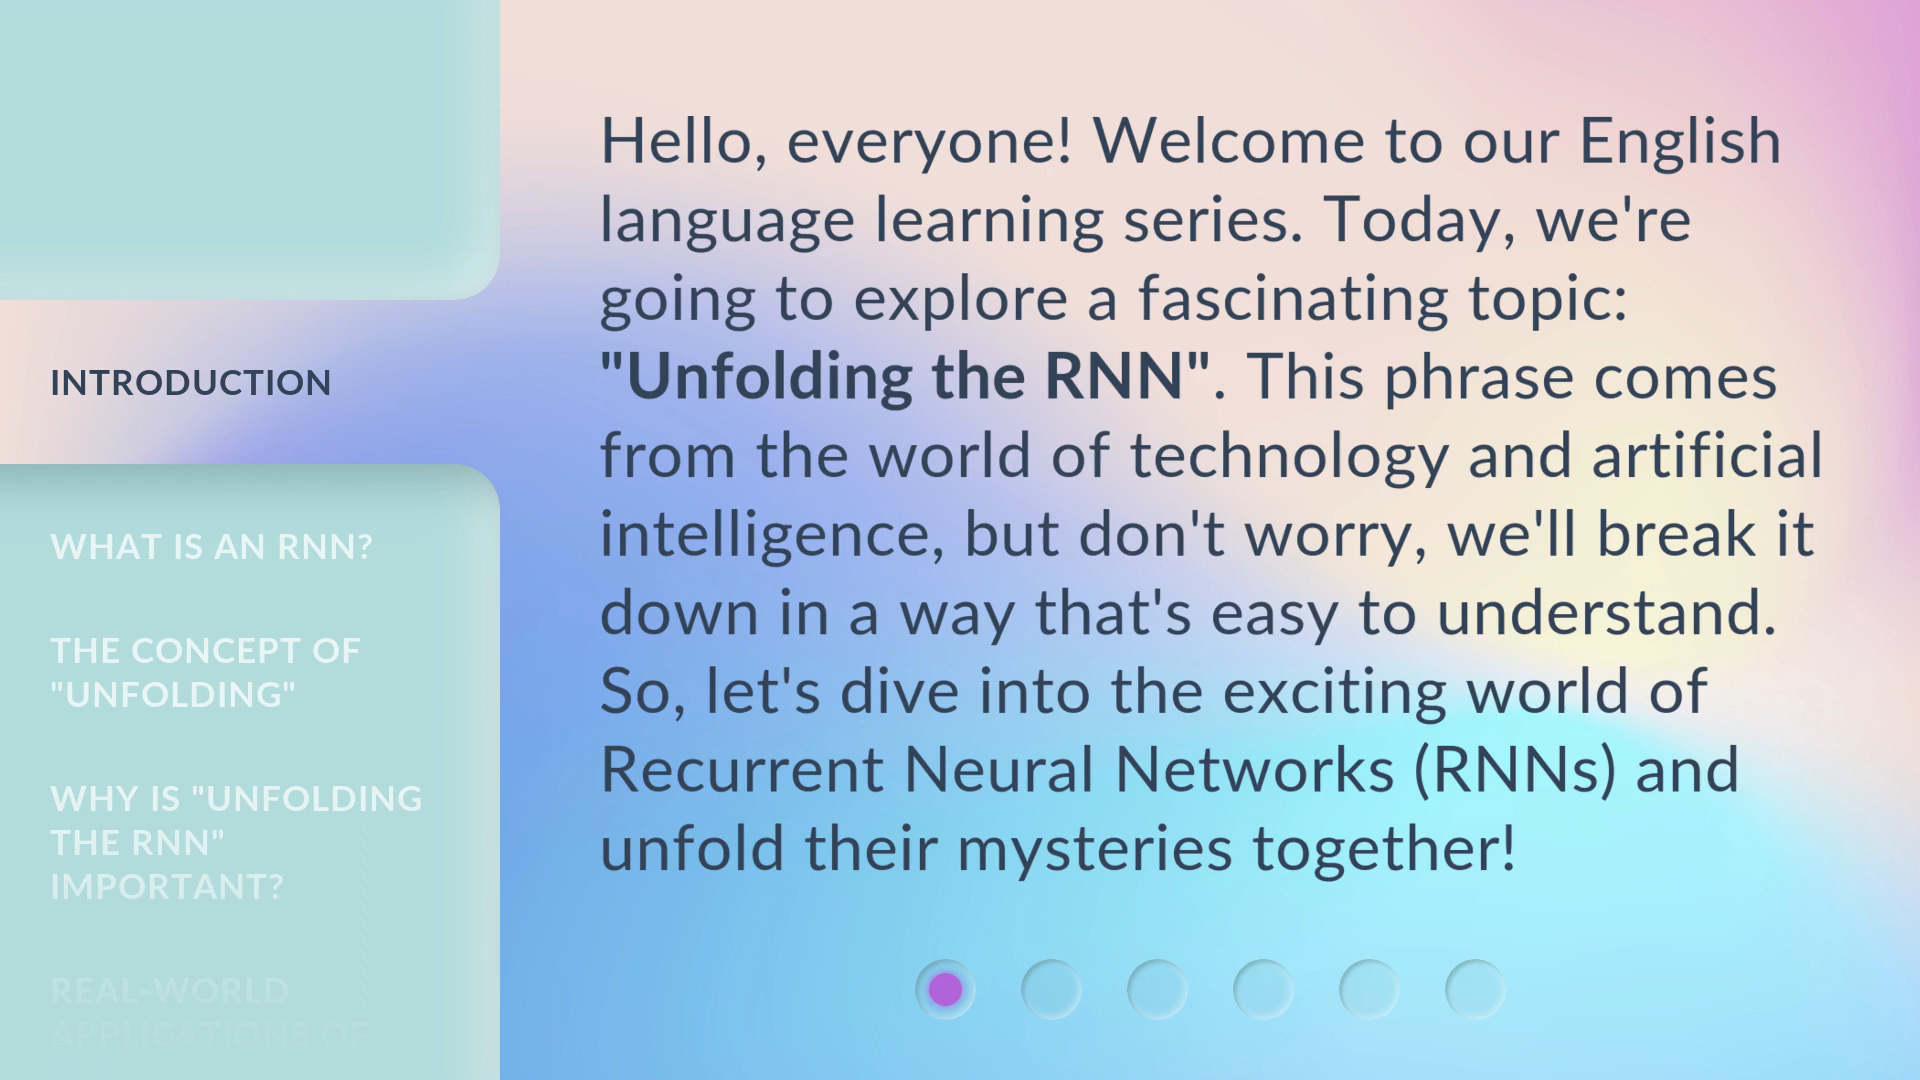 INTRODUCTION
WHAT IS AN RNN?
THE CONCEPT OF
"UNFOLDING"
WHY IS "UNFOLDING
THE RNN"
IMPORTANT?
REAL-WORLD
APPLICATIONS OF
Hello, everyone! Welcome to our English
language learning series. Today, we're
going to explore a fascinating topic:
"Unfolding the RNN". This phrase comes
from the world of technology and artificial
intelligence, but don't worry, we'll break it
down in a way that's easy to understand.
So, let's dive into the exciting world of
Recurrent Neural Networks (RNNs) and
unfold their mysteries together!